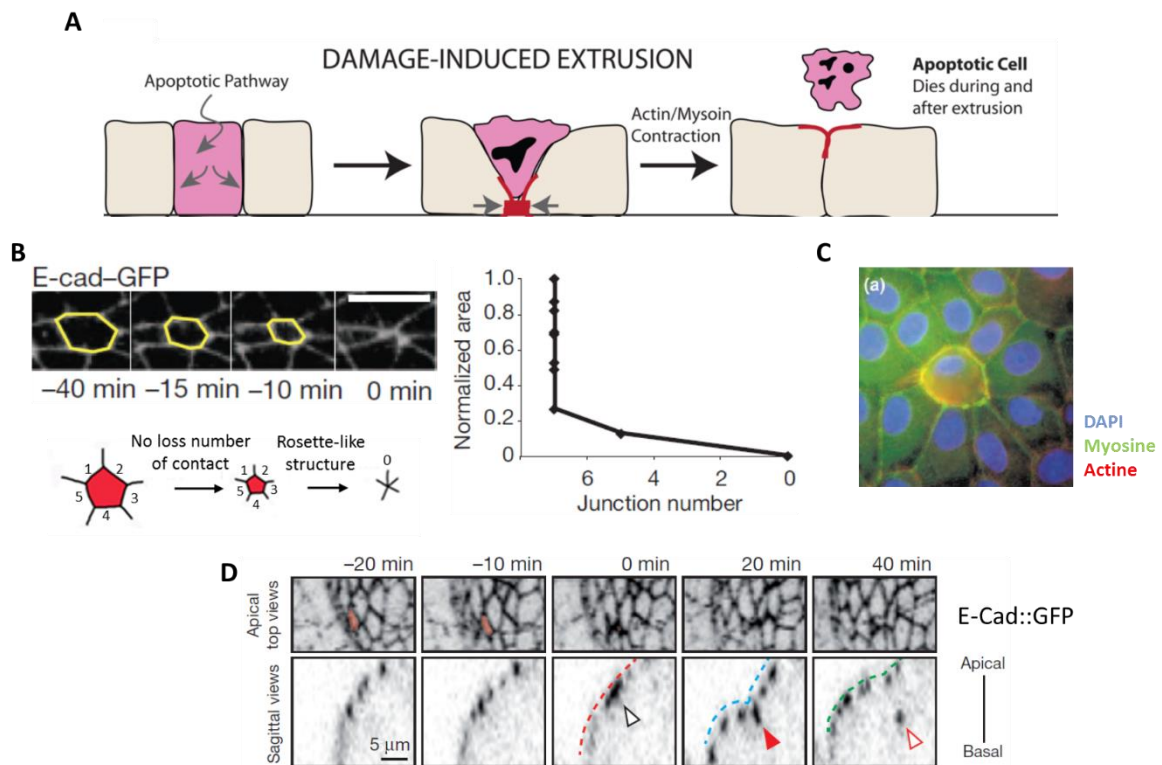 A
DAMAGE-INDUCED EXTRUSION
Apoptotic Pathway
Actin/Mysoin
Contraction
Apoptotic Cell
Dies during and
after extrusion
B
E-cad–GFP
–40 min
–15 min
–10 min
0 min
No loss number
of contact
Rosette-like
structure
1 2
5 3
4
1 2
5 3
4
0
Normalized area
1.0
0.8
0.6
0.4
0.2
0
6 4 2 0
Junction number
C
(a)
DAPI
Myosine
Actine
D
–20 min
–10 min
0 min
20 min
40 min
Apical
top views
E-Cad::GFP
Sagittal views
5 µm
Apical
Basal